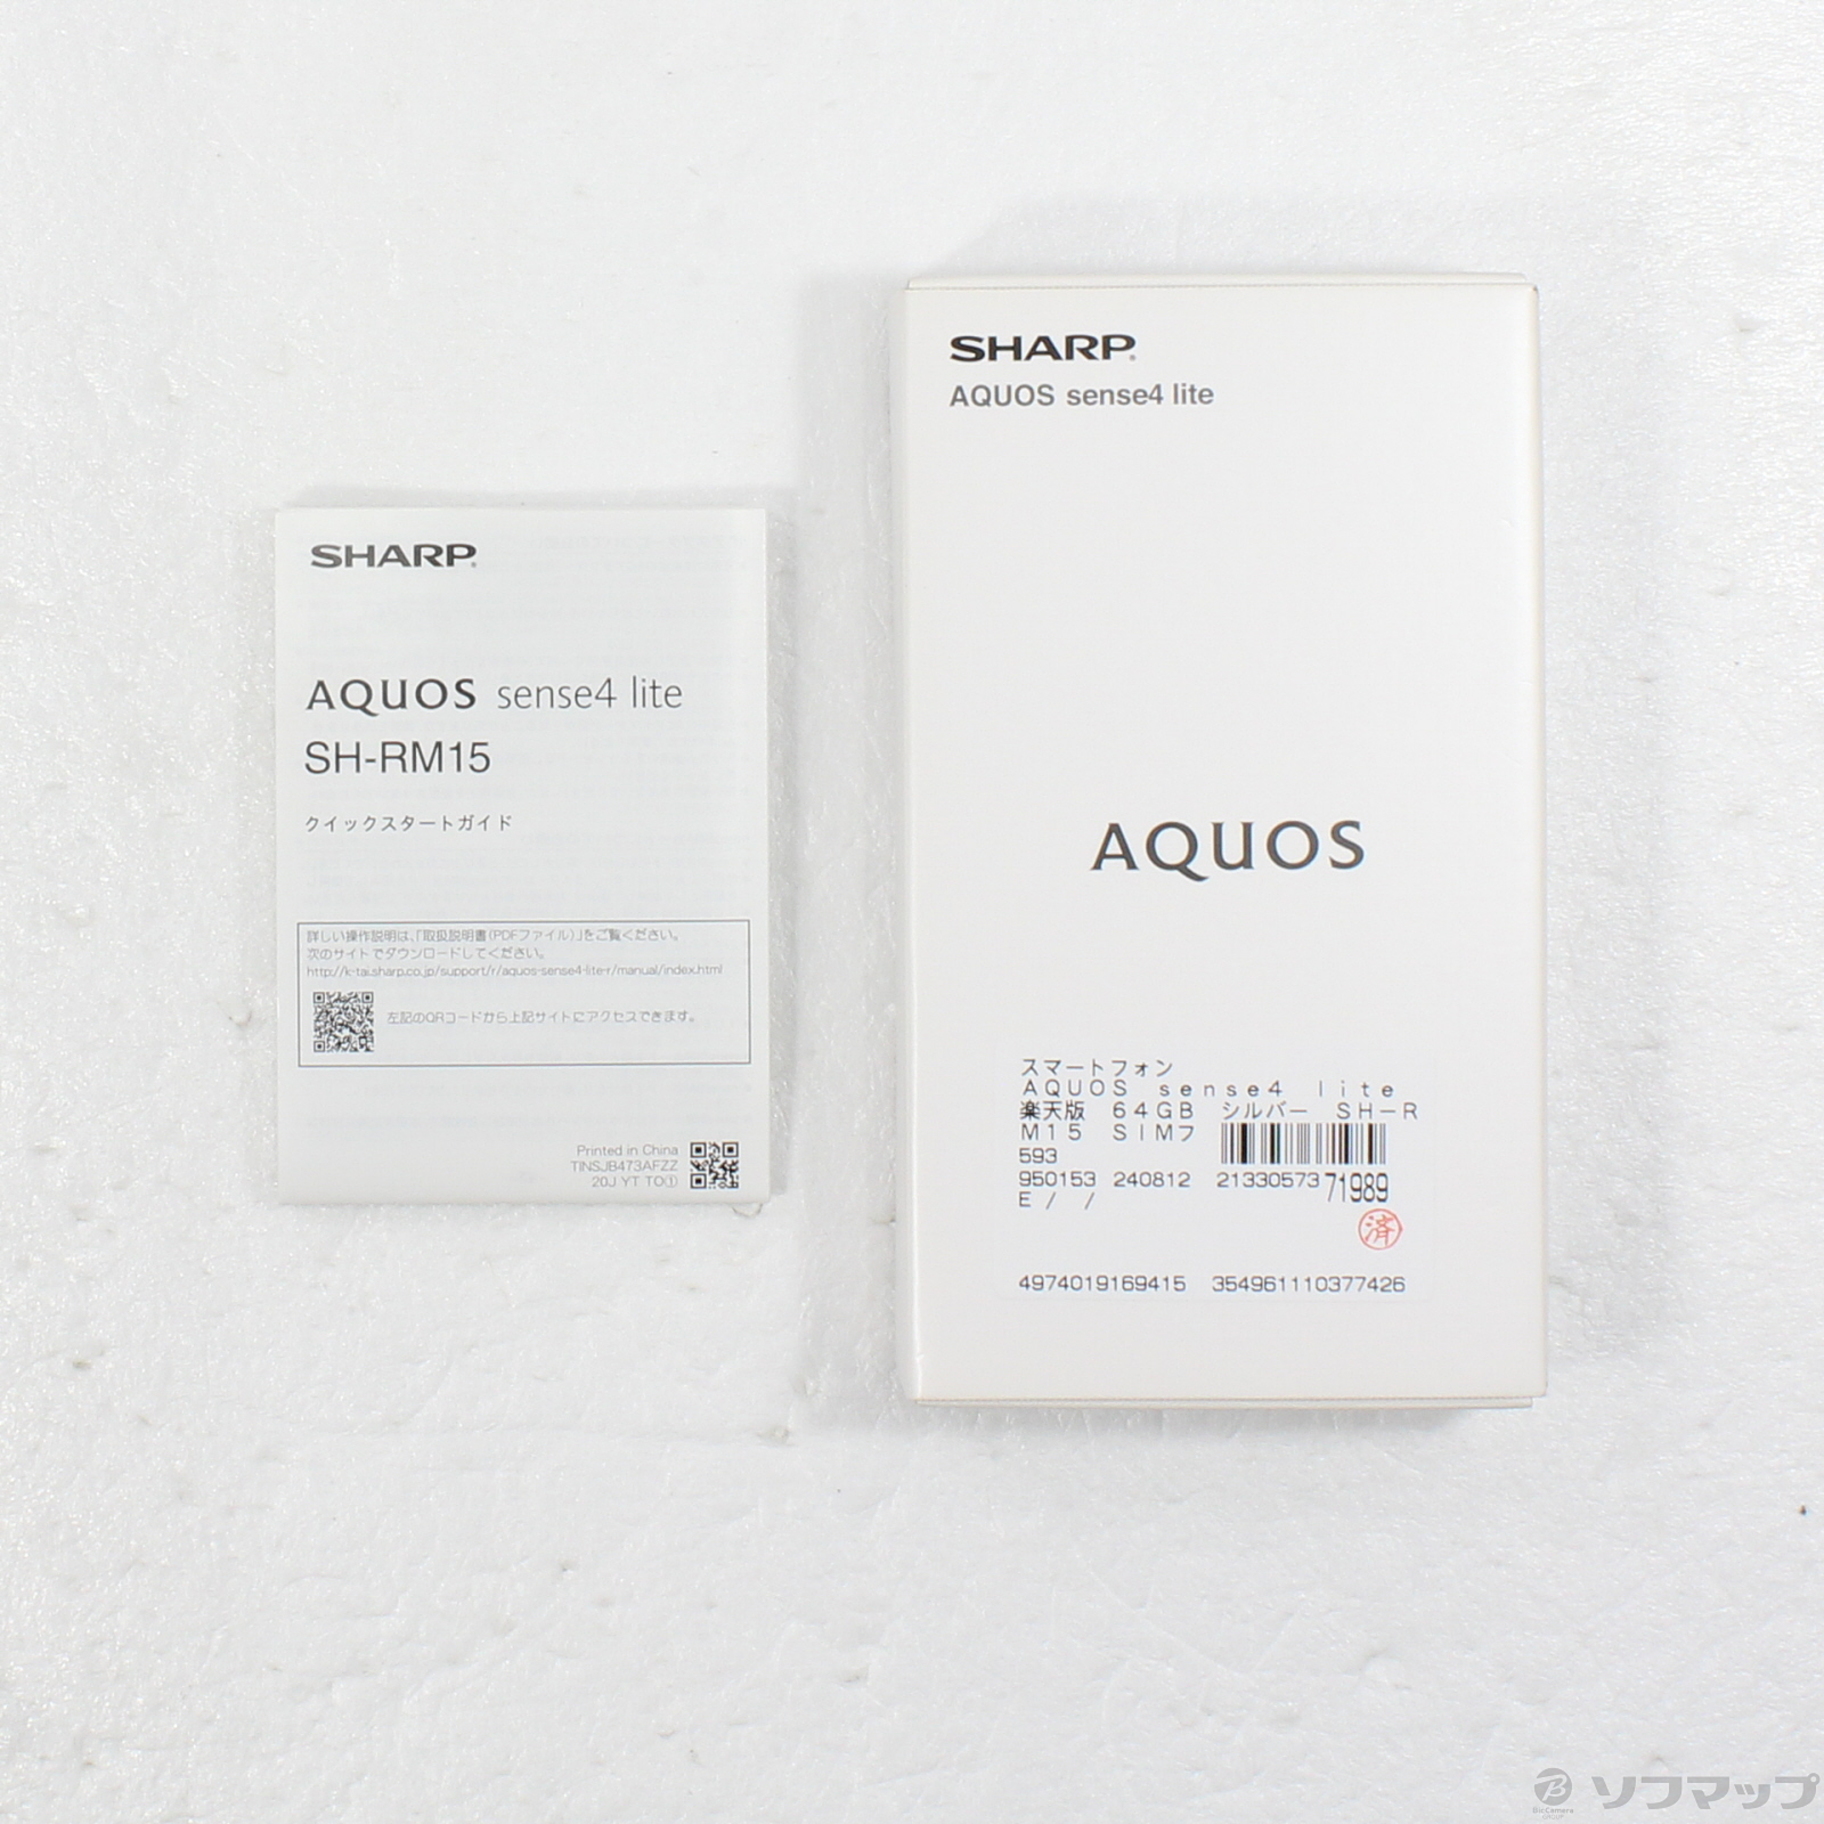 SHARP
AQUOS sense4 lite
SH-RM15
クイックスタートガイド
詳しい操作説明は、「取扱説明書(PDFファイル)」をご覧ください。
次のサイトでダウンロードしてください。
http://k-tai.sharp.co.jp/support/r/aquos-sense4-lite-r/manual/index.html
左記のQRコードから上記サイトにアクセスできます。
Printed in China
TINSJB473AFZZ
20J YT TO①
SHARP
AQUOS sense4 lite
AQUOS
スマートフォン
AQUOS sense4 lite
楽天版 64GB シルバー SH-R
M15 SIMフ
593
950153 240812 2133057371989
E / /
済
4974019169415 354961110377426
BicCamera
GROUP
ソフマップ